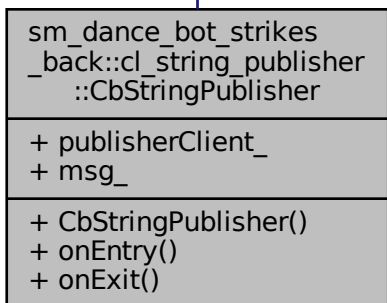 sm_dance_bot_strikes
_back::cl_string_publisher
::CbStringPublisher
+ publisherClient_
+ msg_
+ CbStringPublisher()
+ onEntry()
+ onExit()